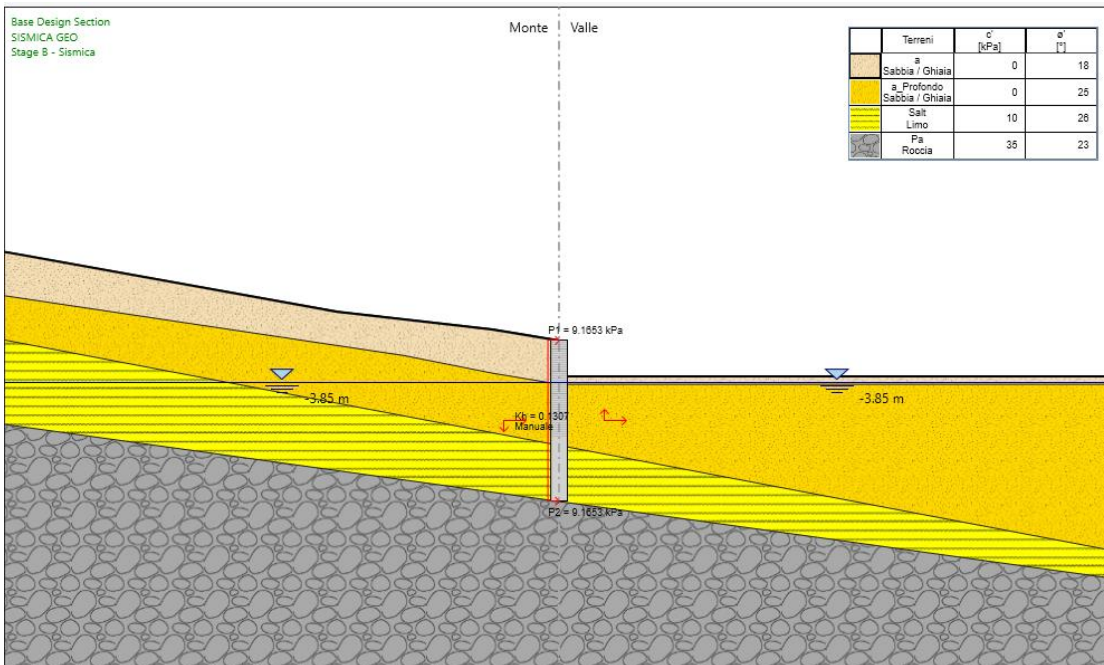 Base Design Section
SISMICA GEO
Stage B - Sismica
Monte
Valle
Terreni c' [kPa] ø' [°]
a
Sabbia / Ghiaia 0 18
a_Profondo
Sabbia / Ghiaia 0 25
Salt
Limo 10 26
Pa
Roccia 35 23
P1 = 9.1653 kPa
-3.85 m
-3.85 m
Kh = 0.1307
Manuale
P2 = 9.1653 kPa